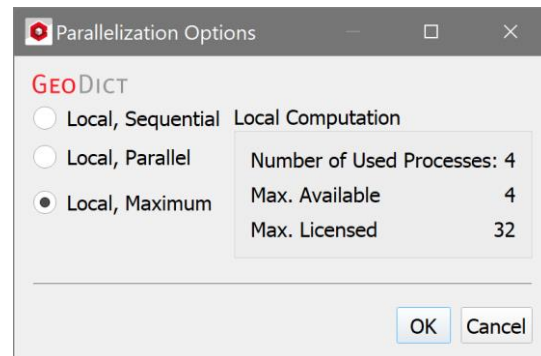 Parallelization Options
GEODICT
Local, Sequential
Local, Parallel
Local, Maximum
Local Computation
Number of Used Processes: 4
Max. Available 4
Max. Licensed 32
OK Cancel